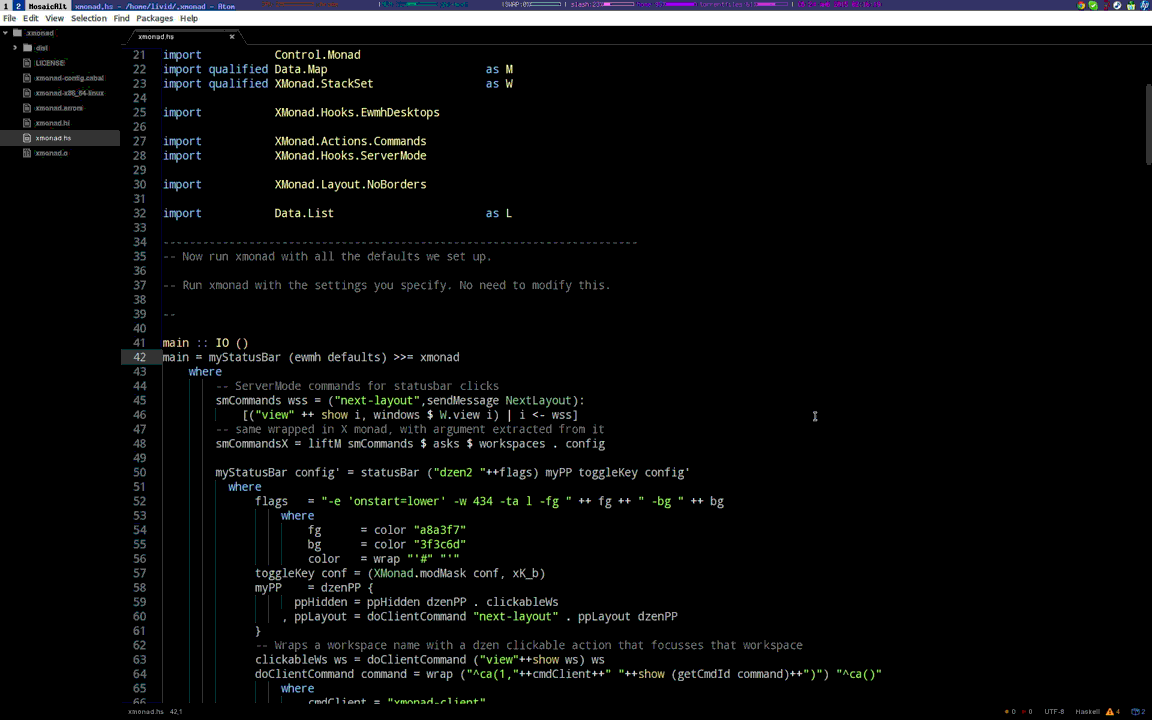 1 2 MosaicAlt xmonad.hs - /home/livid/.xmonad - Atom
File Edit View Selection Find Packages Help
.xmonad
dist
LICENSE
xmonad-config.cabal
xmonad-x86_64-linux
xmonad.errors
xmonad.hi
xmonad.hs
xmonad.o
xmonad.hs
21 import Control.Monad
22 import qualified Data.Map as M
23 import qualified XMonad.StackSet as W
24
25 import XMonad.Hooks.EwmhDesktops
26
27 import XMonad.Actions.Commands
28 import XMonad.Hooks.ServerMode
29
30 import XMonad.Layout.NoBorders
31
32 import Data.List as L
33
34 -------------------------------------------------------------------------
35 -- Now run xmonad with all the defaults we set up.
36
37 -- Run xmonad with the settings you specify. No need to modify this.
38
39 --
40
41 main :: IO ()
42 main = myStatusBar (ewmh defaults) >>= xmonad
43 where
44 -- ServerMode commands for statusbar clicks
45 smCommands wss = ("next-layout",sendMessage NextLayout):
46 [("view" ++ show i, windows $ W.view i) | i <- wss]
47 -- same wrapped in X monad, with argument extracted from it
48 smCommandsX = liftM smCommands $ asks $ workspaces . config
49
50 myStatusBar config' = statusBar ("dzen2 "++flags) myPP toggleKey config'
51 where
52 flags = "-e 'onstart=lower' -w 434 -ta l -fg " ++ fg ++ " -bg " ++ bg
53 where
54 fg = color "a8a3f7"
55 bg = color "3f3c6d"
56 color = wrap "'#" "'"
57 toggleKey conf = (XMonad.modMask conf, xK_b)
58 myPP = dzenPP {
59 ppHidden = ppHidden dzenPP . clickableWs
60 , ppLayout = doClientCommand "next-layout" . ppLayout dzenPP
61 }
62 -- Wraps a workspace name with a dzen clickable action that focusses that workspace
63 clickableWs ws = doClientCommand ("view"++show ws) ws
64 doClientCommand command = wrap ("^ca(1,"++cmdClient++" "++show (getCmdId command)++")") "^ca()"
65 where
66 cmdClient = "xmonad-client"
xmonad.hs 42,1
0 0 UTF-8 Haskell 4 2